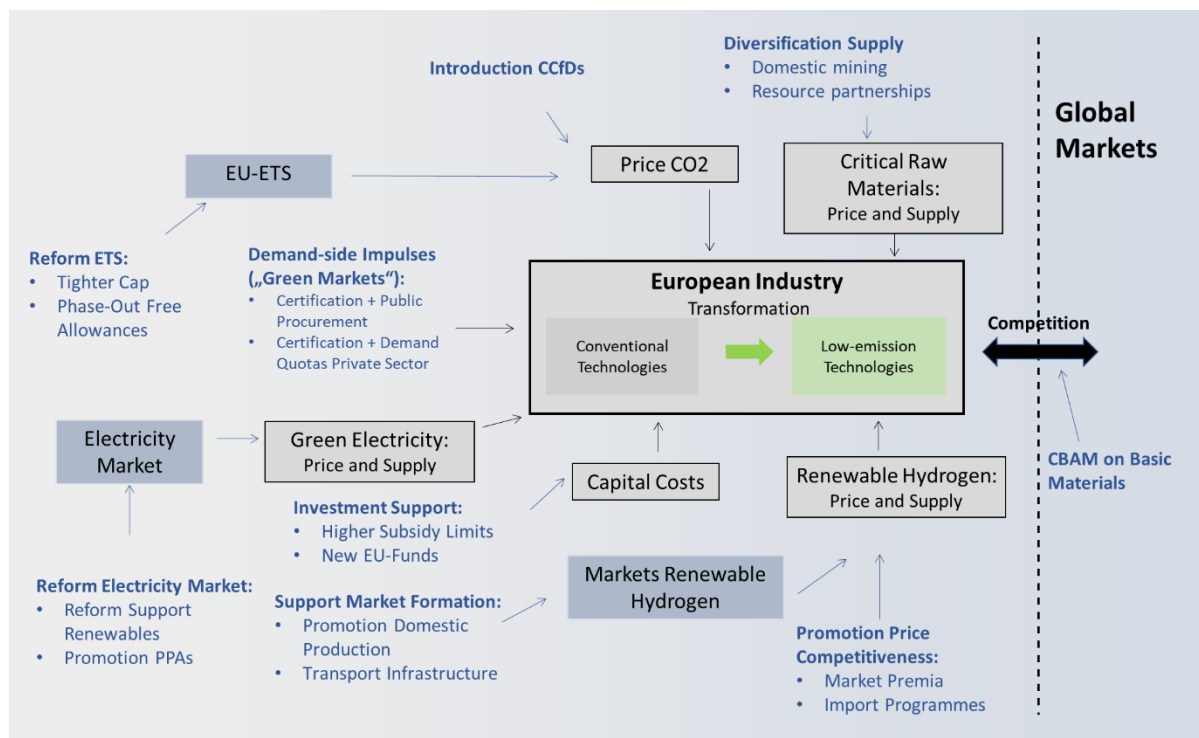 Introduction CCfDs
Diversification Supply
• Domestic mining
• Resource partnerships
Global
Markets
EU-ETS
Price CO2
Critical Raw
Materials:
Price and Supply
Reform ETS:
• Tighter Cap
• Phase-Out Free
Allowances
Demand-side Impulses
(„Green Markets“):
• Certification + Public
Procurement
• Certification + Demand
Quotas Private Sector
European Industry
Transformation
Conventional
Technologies
Low-emission
Technologies
Competition
Electricity
Market
Green Electricity:
Price and Supply
Capital Costs
Renewable Hydrogen:
Price and Supply
CBAM on Basic
Materials
Investment Support:
• Higher Subsidy Limits
• New EU-Funds
Reform Electricity Market:
• Reform Support
Renewables
• Promotion PPAs
Support Market Formation:
• Promotion Domestic
Production
• Transport Infrastructure
Markets Renewable
Hydrogen
Promotion Price
Competitiveness:
• Market Premia
• Import Programmes